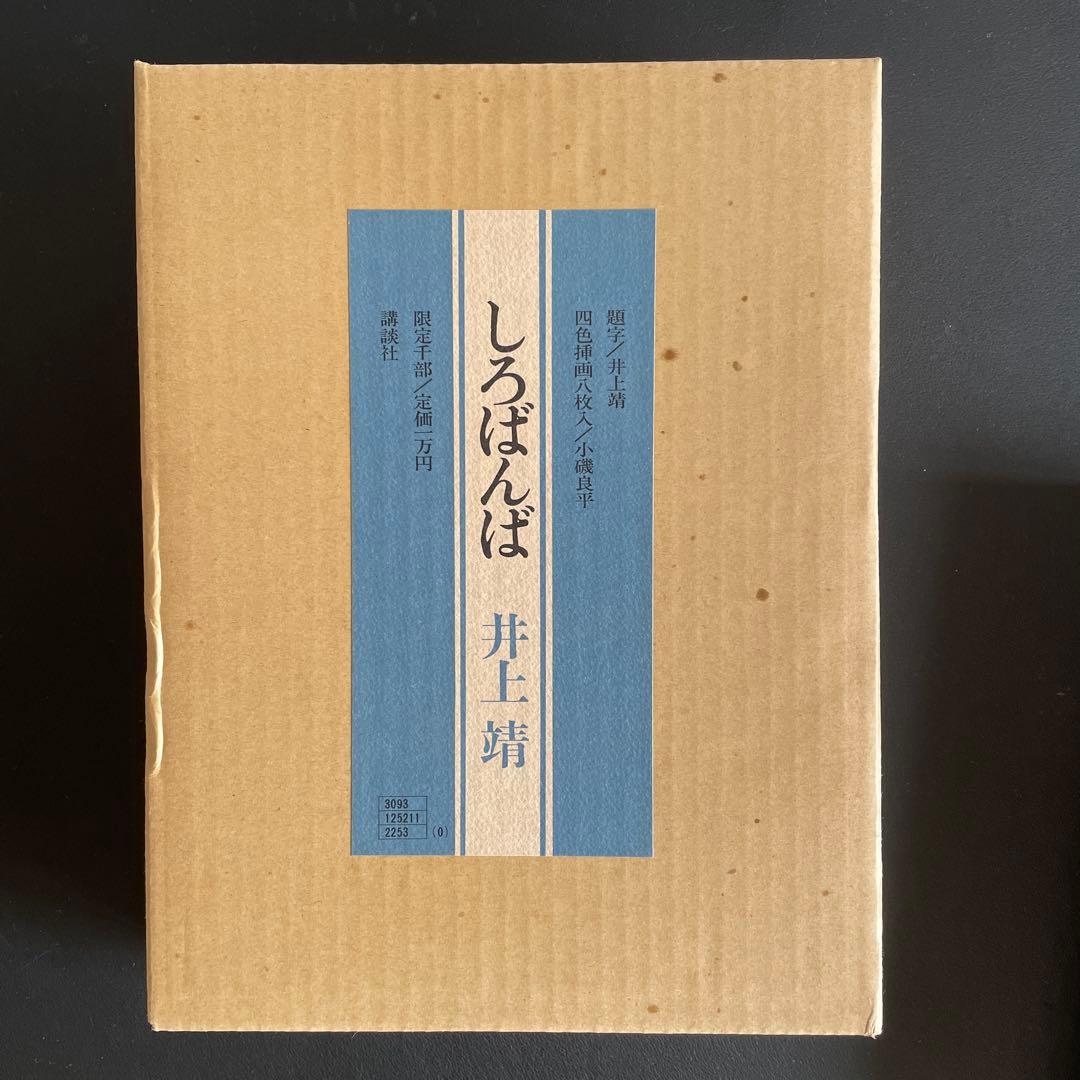 題字／井上靖
四色挿画八枚入／小磯良平
しろばんば 井上靖
限定千部／定価一万円
講談社
3093
125211
2253 (0)